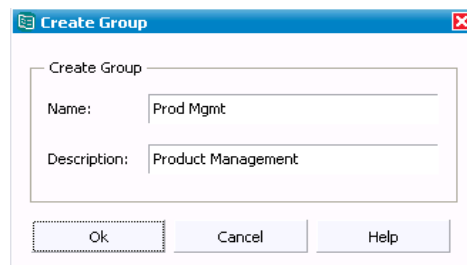 Create Group
Create Group
Name: Prod Mgmt
Description: Product Management
Ok Cancel Help